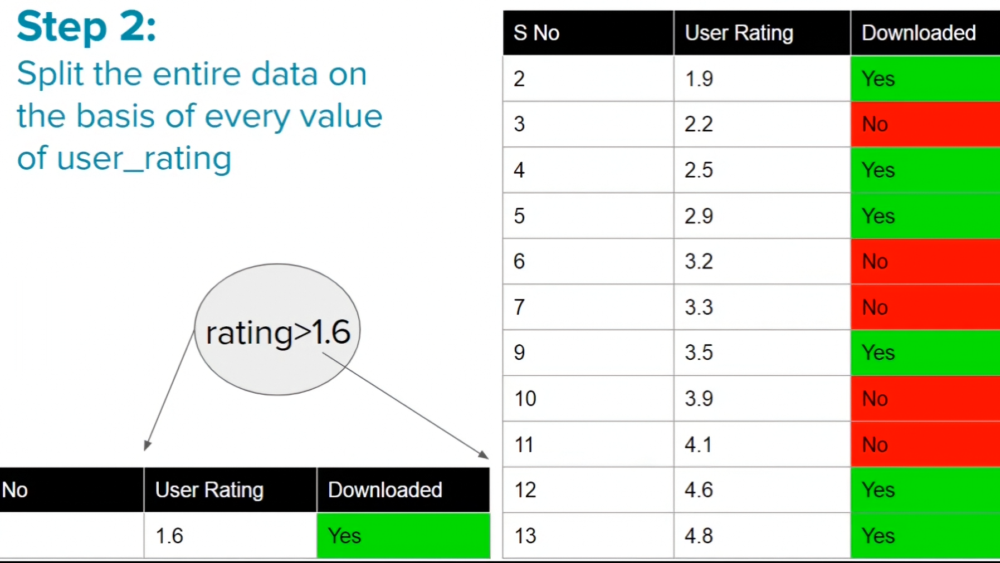 Step 2:
Split the entire data on
the basis of every value
of user_rating
rating>1.6
No User Rating Downloaded
1.6 Yes
S No User Rating Downloaded
2 1.9 Yes
3 2.2 No
4 2.5 Yes
5 2.9 Yes
6 3.2 No
7 3.3 No
9 3.5 Yes
10 3.9 No
11 4.1 No
12 4.6 Yes
13 4.8 Yes